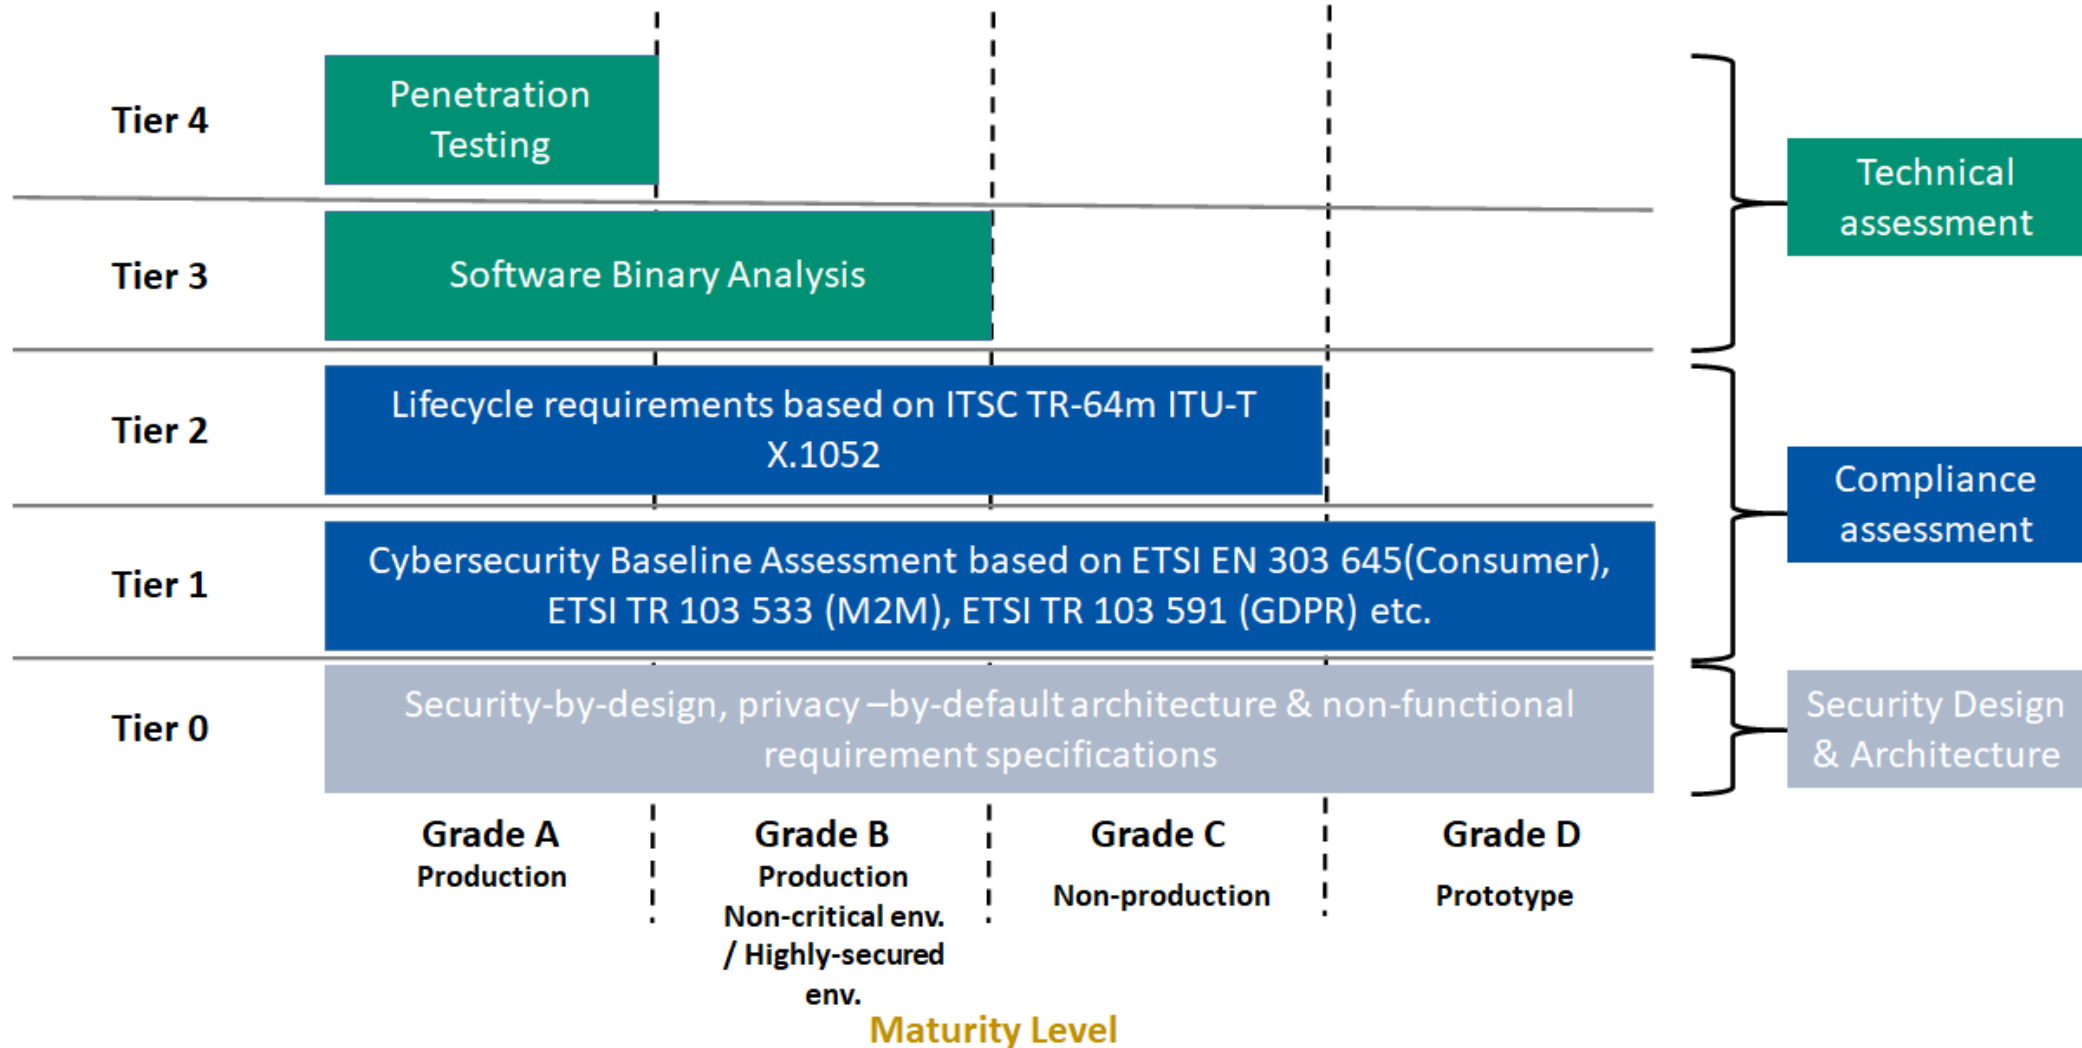 Tier 4
Penetration
Testing
Technical
assessment
Tier 3
Software Binary Analysis
Tier 2
Lifecycle requirements based on ITSC TR-64m ITU-T
X.1052
Compliance
assessment
Tier 1
Cybersecurity Baseline Assessment based on ETSI EN 303 645(Consumer),
ETSI TR 103 533 (M2M), ETSI TR 103 591 (GDPR) etc.
Tier 0
Security-by-design, privacy –by-default architecture & non-functional
requirement specifications
Security Design
& Architecture
Grade A
Production
Grade B
Production
Non-critical env.
/ Highly-secured
env.
Grade C
Non-production
Grade D
Prototype
Maturity Level